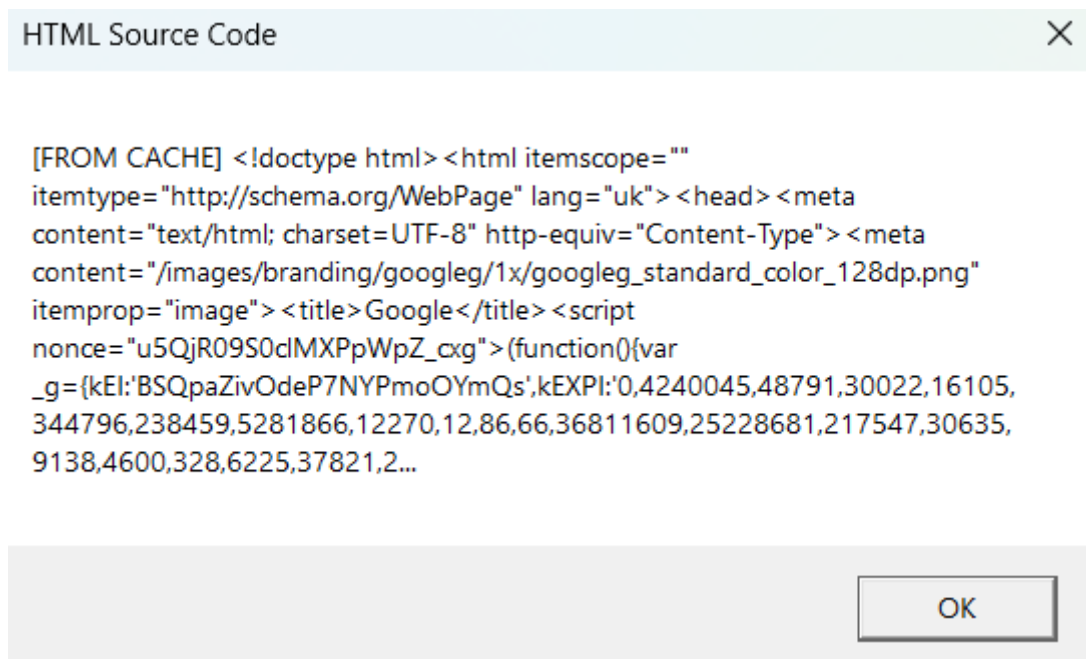 HTML Source Code
[FROM CACHE] <!doctype html><html itemscope=""
itemtype="http://schema.org/WebPage" lang="uk"><head><meta
content="text/html; charset=UTF-8" http-equiv="Content-Type"><meta
content="/images/branding/googleg/1x/googleg_standard_color_128dp.png"
itemprop="image"><title>Google</title><script
nonce="u5QjR09S0clMXPpWpZ_cxg">(function(){var
_g={kEI:'BSQpaZivOdeP7NYPmoOYmQs',kEXPI:'0,4240045,48791,30022,16105,
344796,238459,5281866,12270,12,86,66,36811609,25228681,217547,30635,
9138,4600,328,6225,37821,2...
OK